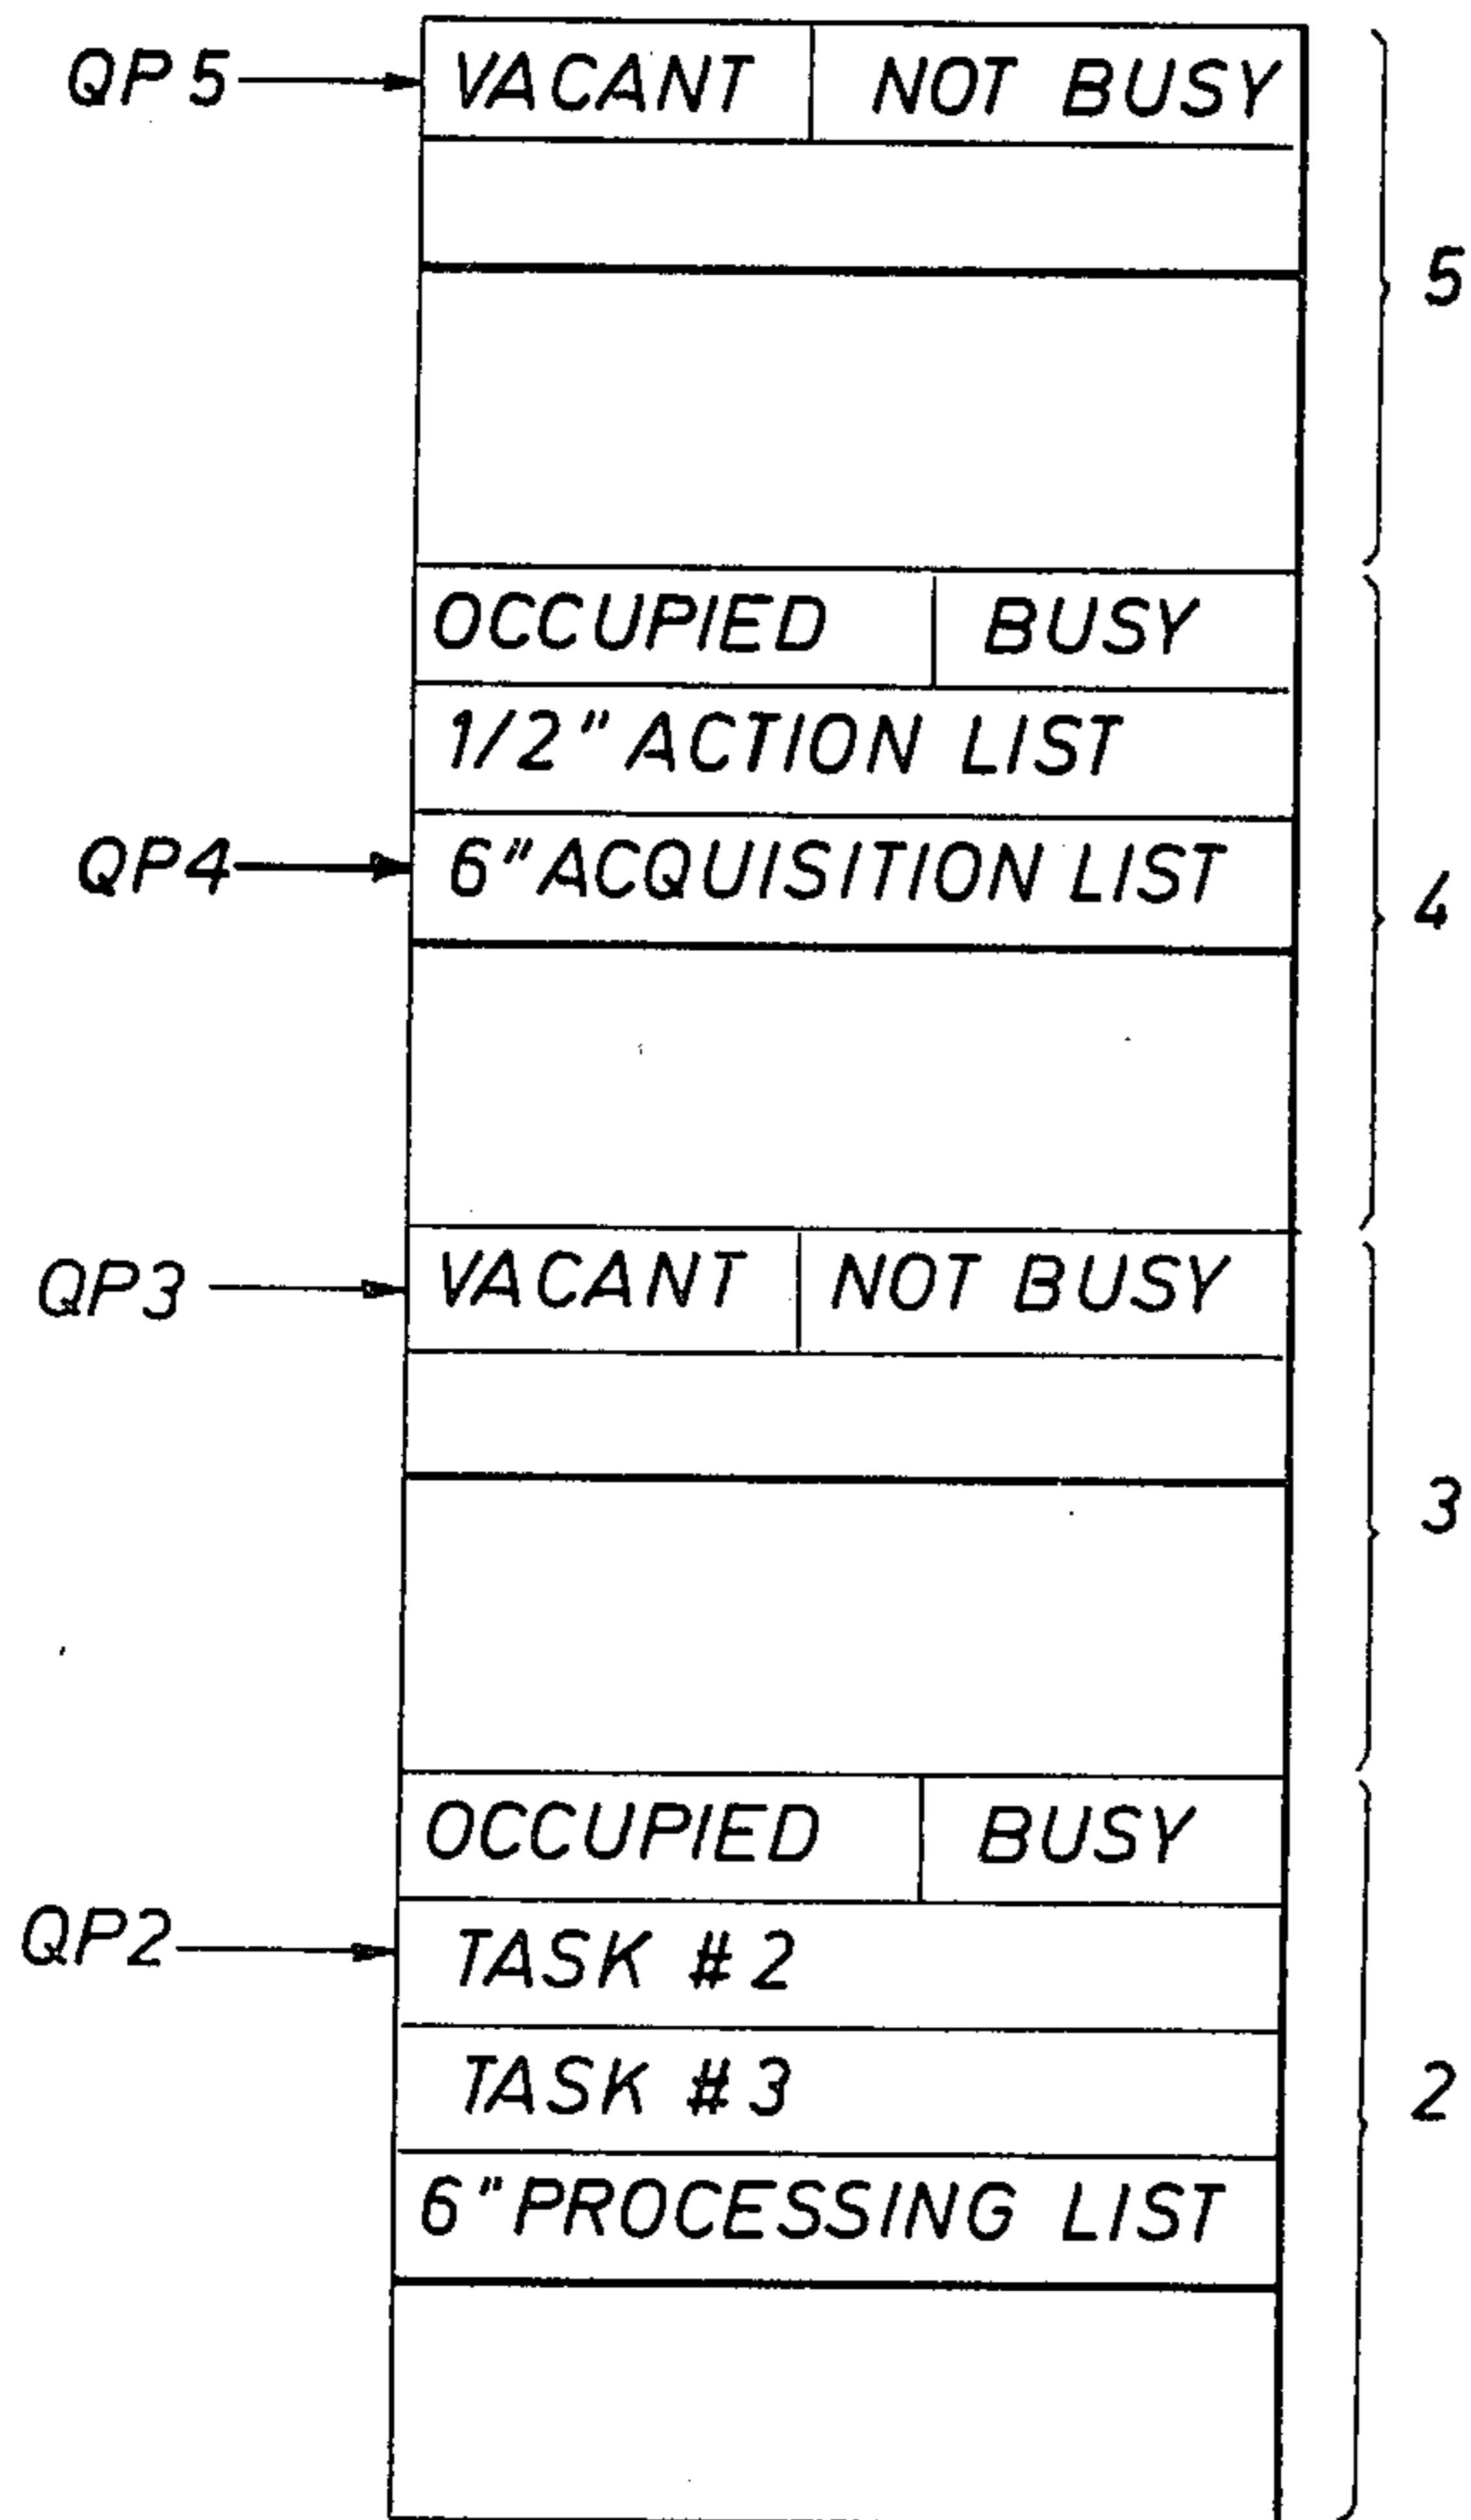 QP5 VACANT NOT BUSY
5
OCCUPIED BUSY
1/2" ACTION LIST
QP4 6" ACQUISITION LIST
4
QP3 VACANT NOT BUSY
3
OCCUPIED BUSY
QP2 TASK #2
TASK #3
2
6" PROCESSING LIST